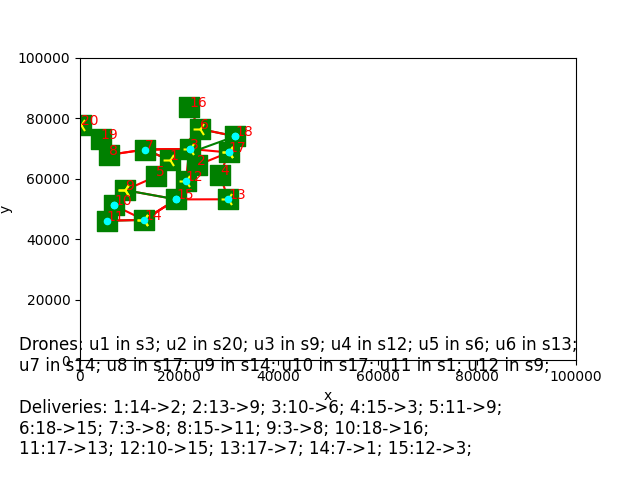 100000
80000
60000
40000
20000
0
0 20000 40000 60000 80000 100000
x
y
16
18
19
13
Drones: u1 in s3; u2 in s20; u3 in s9; u4 in s12; u5 in s6; u6 in s13;
u7 in s14; u8 in s17; u9 in s14; u10 in s17; u11 in s1; u12 in s9;
Deliveries: 1:14->2; 2:13->9; 3:10->6; 4:15->3; 5:11->9;
6:18->15; 7:3->8; 8:15->11; 9:3->8; 10:18->16;
11:17->13; 12:10->15; 13:17->7; 14:7->1; 15:12->3;